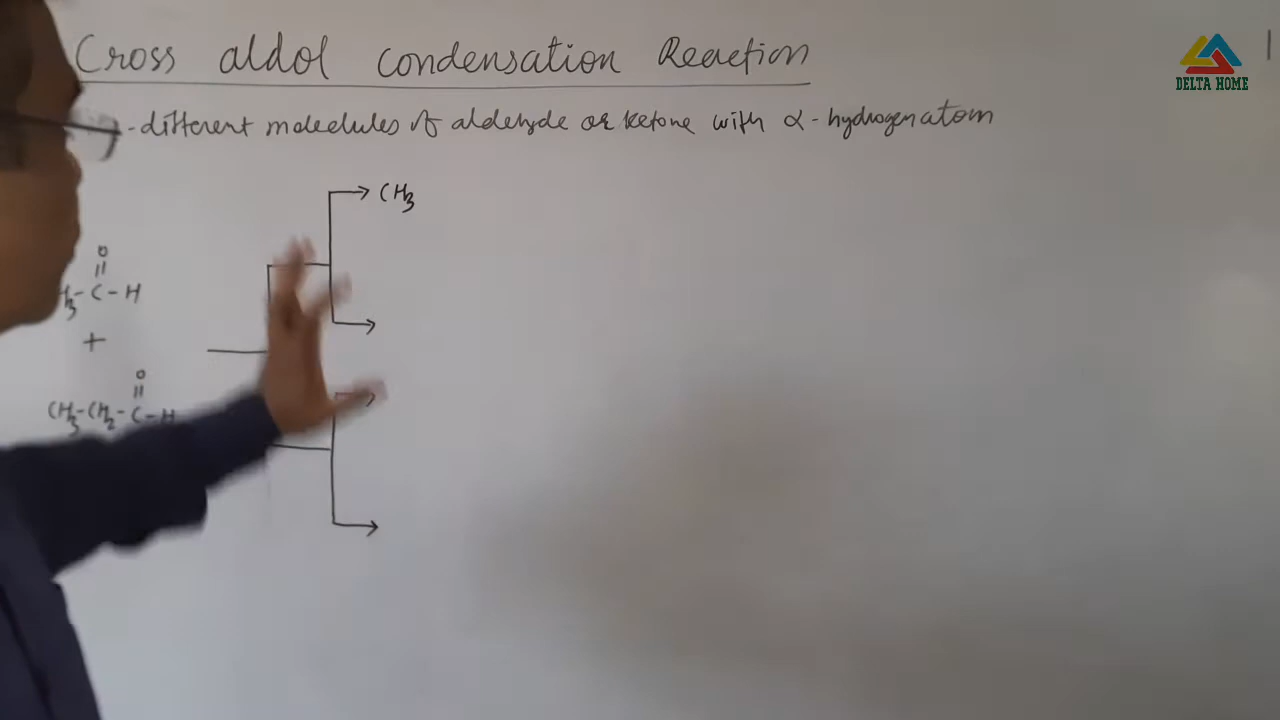 Cross aldol condensation Reaction
DELTA HOME
- different molecules of aldehyde or ketone with α - hydrogen atom
CH3
O
||
- C - H
+
O
||
CH3-CH2-C-H